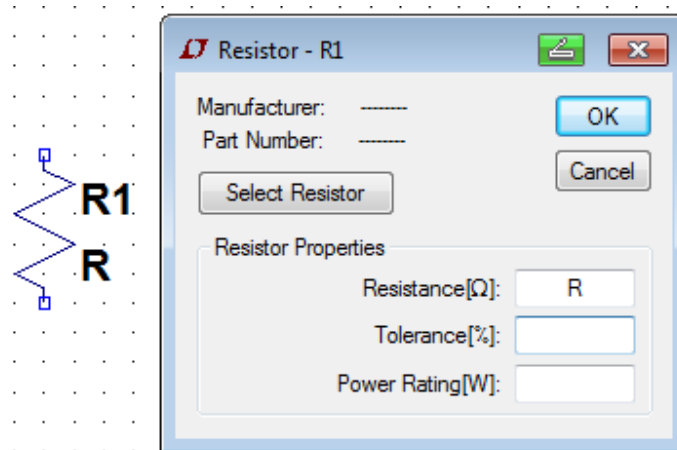 Resistor - R1
Manufacturer: --------
Part Number: --------
OK
Cancel
Select Resistor
R1
R
Resistor Properties
Resistance[Ω]: R
Tolerance[%]:
Power Rating[W]: